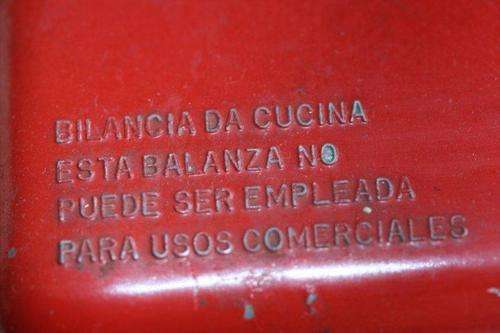 BILANCIA DA CUCINA
ESTA BALANZA NO
PUEDE SER EMPLEADA
PARA USOS COMERCIALES